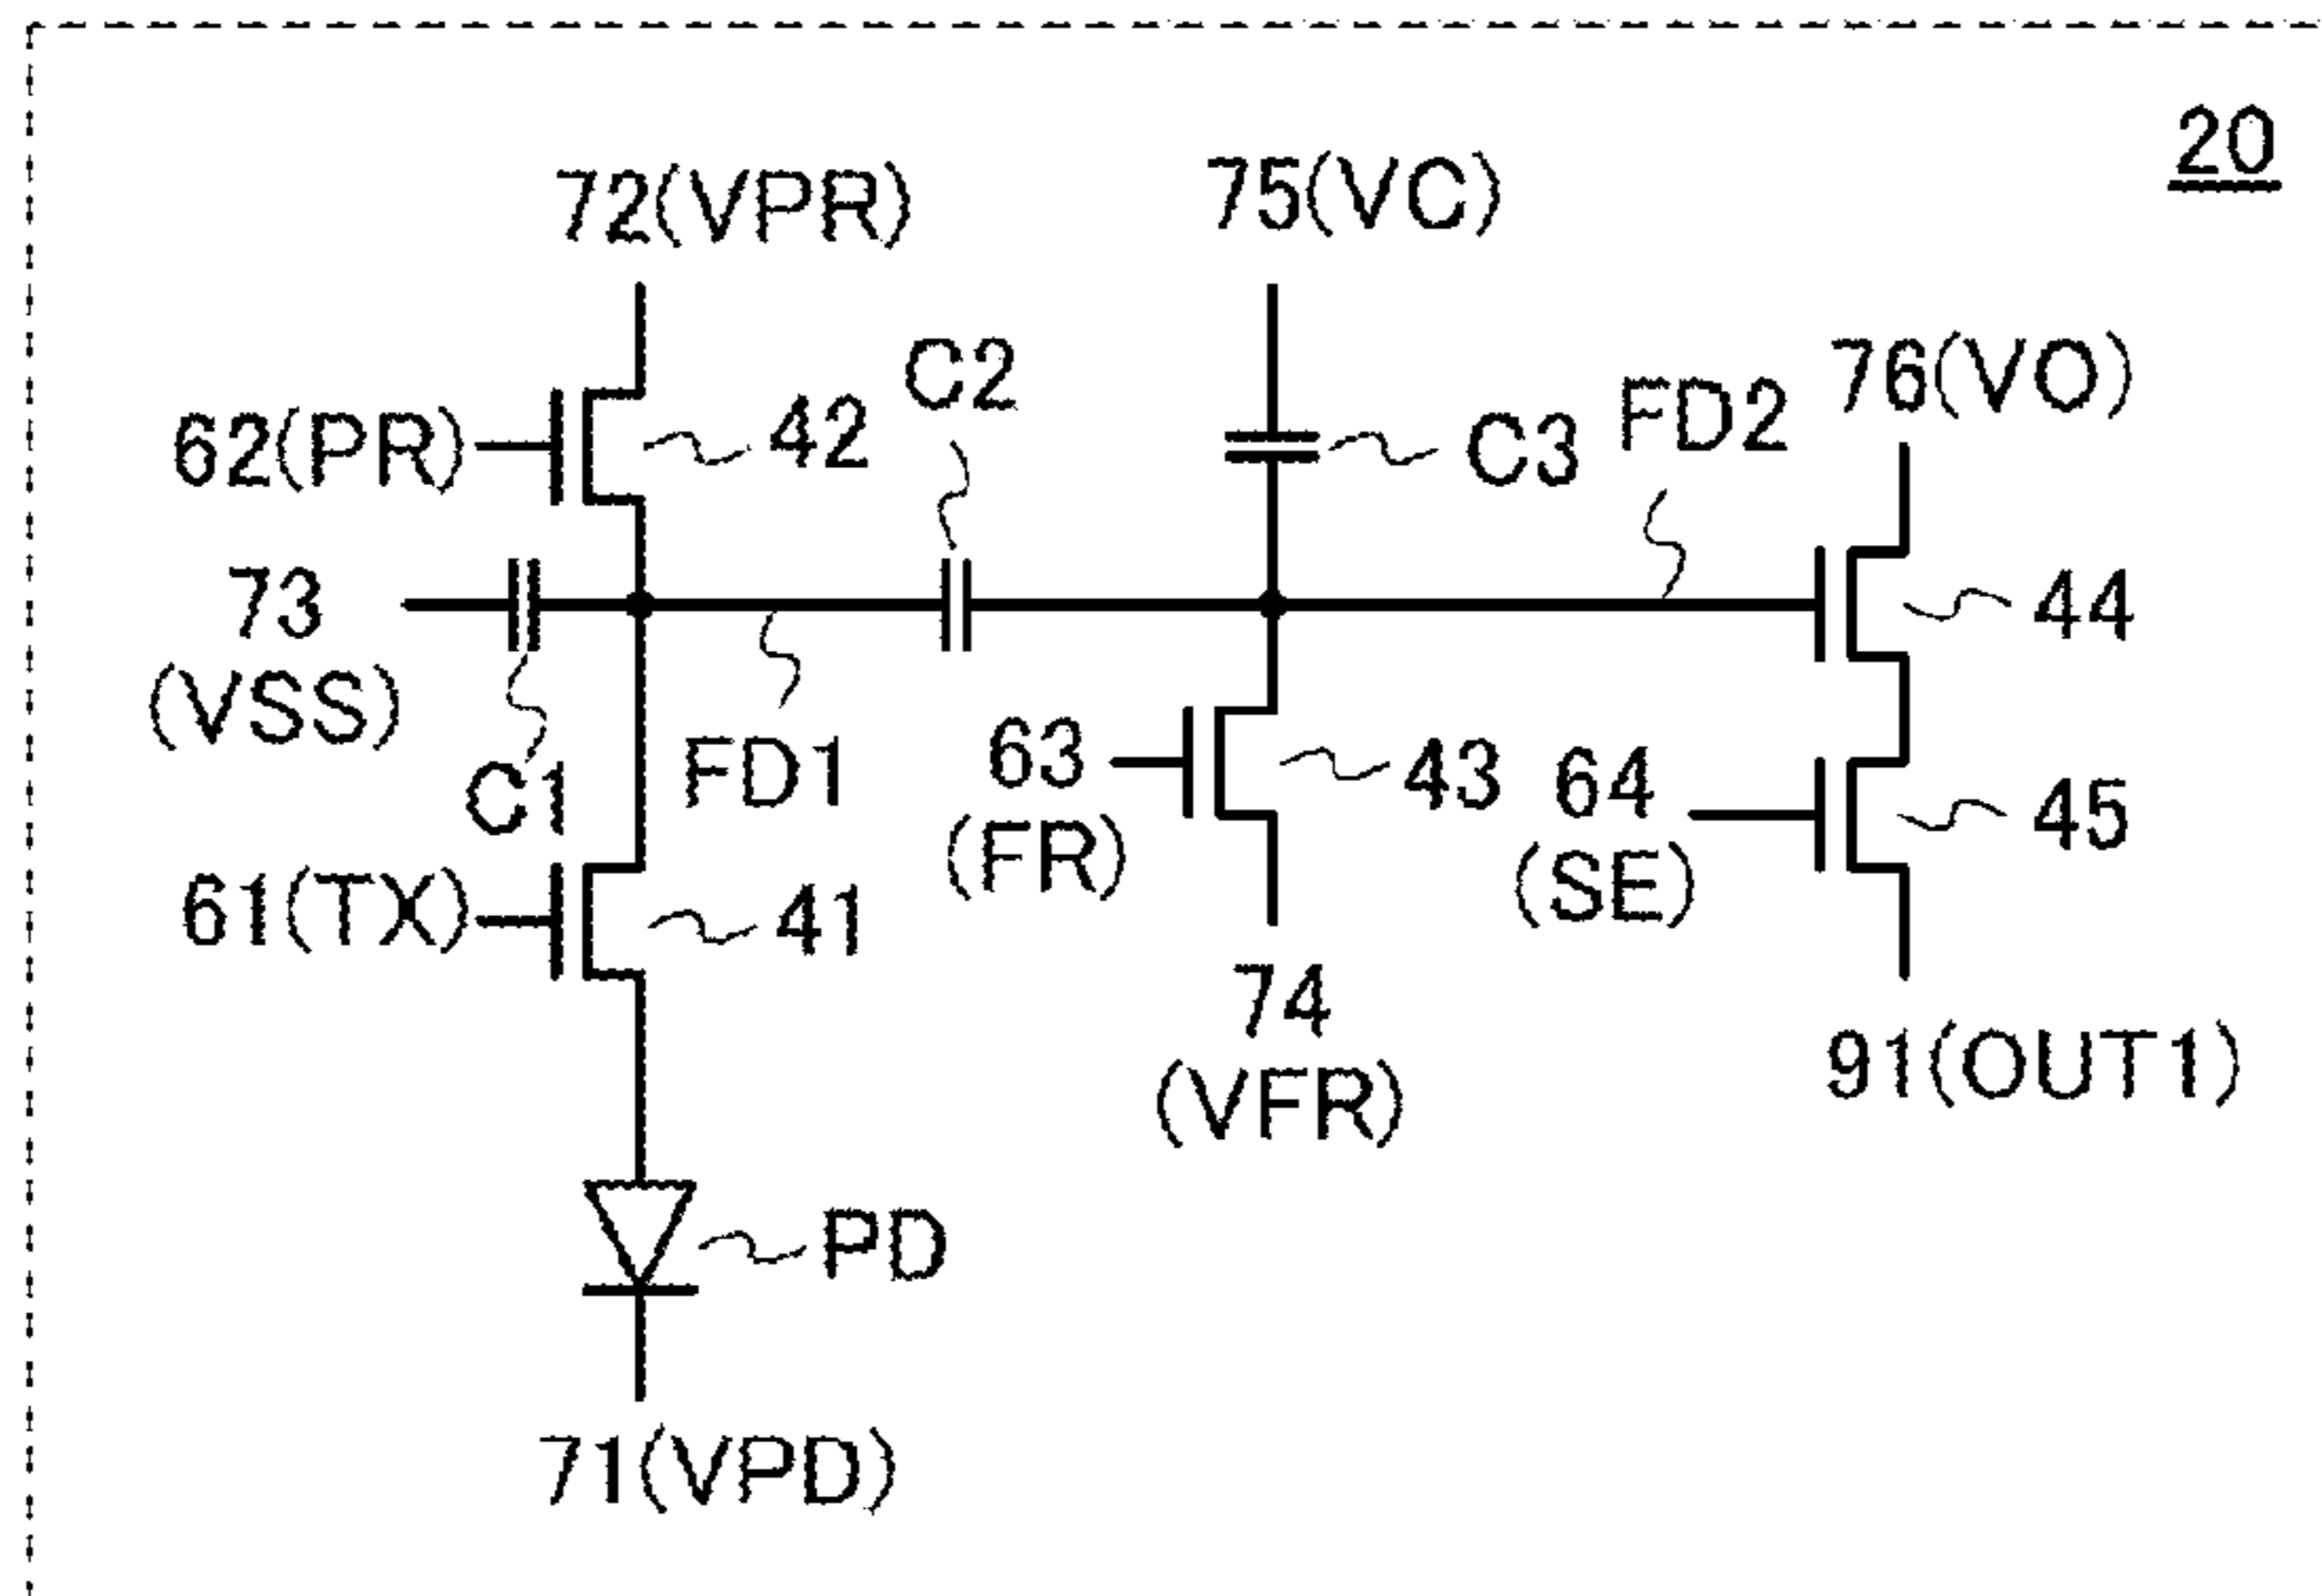 20
72(VPR)
75(VC)
C2
76(VO)
62(PR)
42
C3
FD2
73
(VSS)
44
C1
FD1
63
(FR)
43
64
(SE)
45
61(TX)
41
74
(VFR)
91(OUT1)
PD
71(VPD)